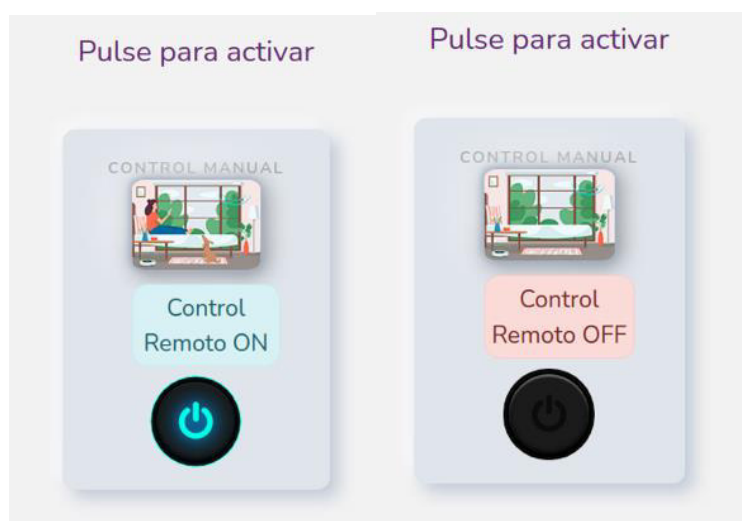 Pulse para activar
CONTROL MANUAL
Control
Remoto ON
Pulse para activar
CONTROL MANUAL
Control
Remoto OFF